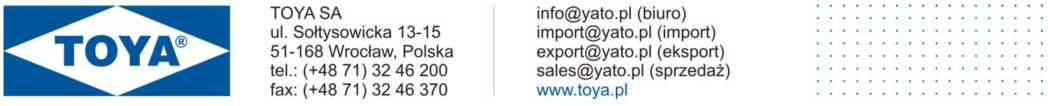 TOYA®
TOYA SA
ul. Sołtysowicka 13-15
51-168 Wrocław, Polska
tel.: (+48 71) 32 46 200
fax: (+48 71) 32 46 370
info@yato.pl (biuro)
import@yato.pl (import)
export@yato.pl (eksport)
sales@yato.pl (sprzedaż)
www.toya.pl